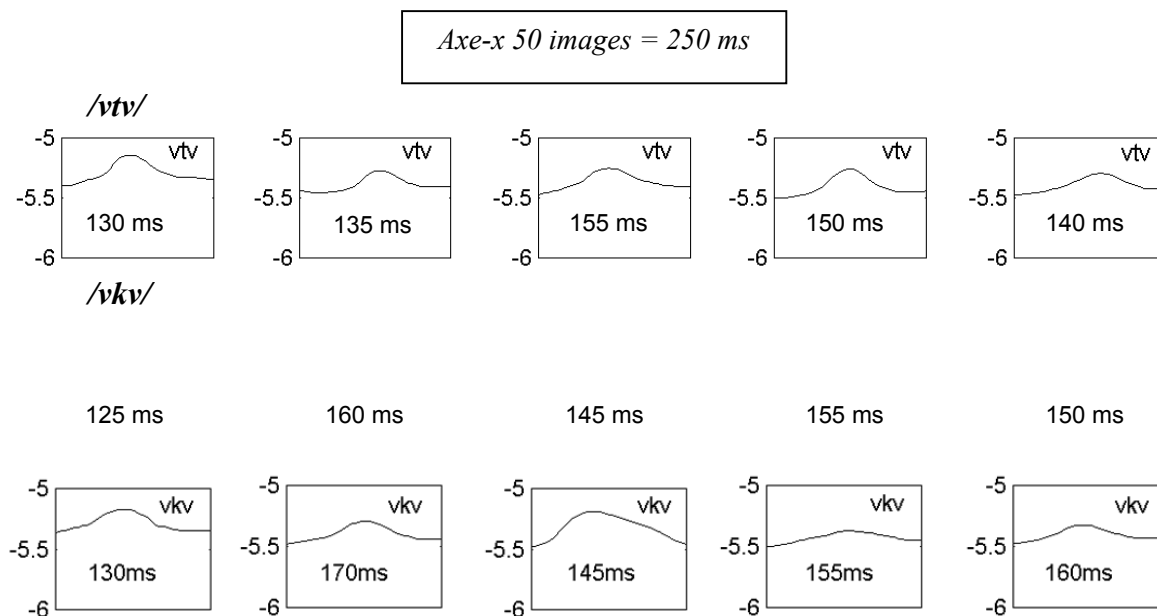 Axe-x 50 images = 250 ms
/vtv/
-5 vtv -5 vtv -5 vtv -5 vtv -5 vtv
-5.5 -5.5 -5.5 -5.5 -5.5
130 ms 135 ms 155 ms 150 ms 140 ms
-6 -6 -6 -6 -6
/vkv/
125 ms 160 ms 145 ms 155 ms 150 ms
-5 vkv -5 vkv -5 vkv -5 vkv -5 vkv
-5.5 -5.5 -5.5 -5.5 -5.5
130ms 170ms 145ms 155ms 160ms
-6 -6 -6 -6 -6